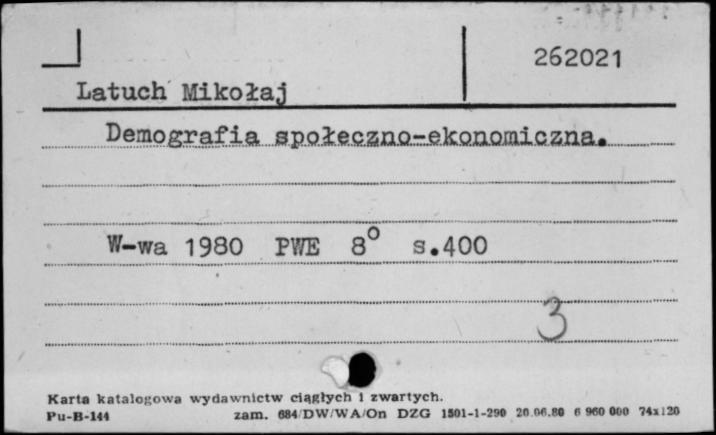 262021
Latuch Mikołaj
Demografia społeczno-ekonomiczna.
W-wa 1980 PWE 8° s.400
3
Karta katalogowa wydawnictw ciągłych i zwartych.
Pu-B-144 zam. 684/DW/WA/On DZG 1501-1-290 20.06.80 6 960 000 74x120